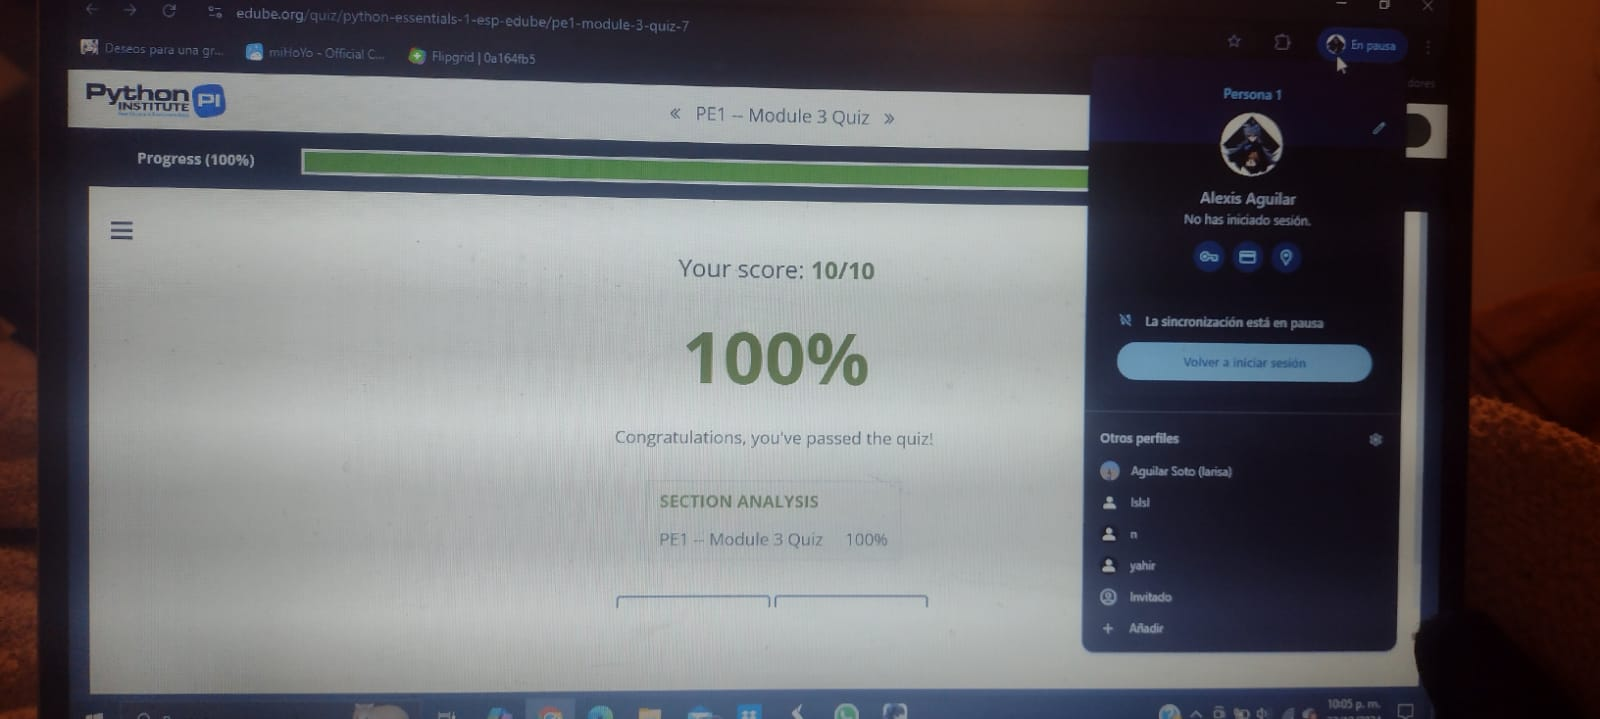 edube.org/quiz/python-essentials-1-esp-edube/pe1-module-3-quiz-7
En pausa
Deseos para una gr...
miHoYo - Official C...
Flipgrid | 0a164fb5
dores
Python
INSTITUTE
PI
« PE1 -- Module 3 Quiz »
Progress (100%)
Your score: 10/10
100%
Congratulations, you've passed the quiz!
SECTION ANALYSIS
PE1 -- Module 3 Quiz 100%
Persona 1
Alexis Aguilar
No has iniciado sesión.
La sincronización está en pausa
Volver a iniciar sesión
Otros perfiles
Aguilar Soto (larisa)
lslsl
n
yahir
Invitado
+ Añadir
10:05 p. m.